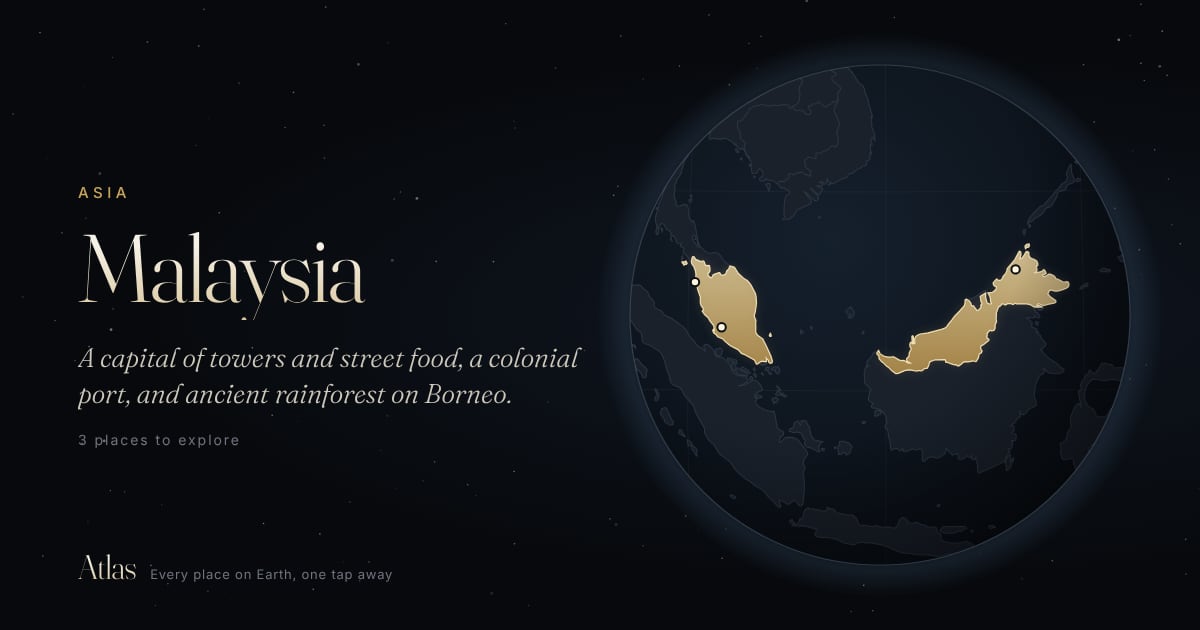 ASIA
Malaysia
A capital of towers and street food, a colonial
port, and ancient rainforest on Borneo.
3 places to explore
Atlas Every place on Earth, one tap away